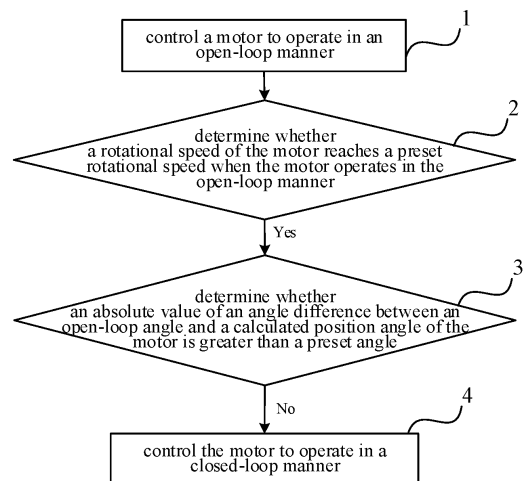 1
control a motor to operate in an
open-loop manner
2
determine whether
a rotational speed of the motor reaches a preset
rotational speed when the motor operates in the
open-loop manner
Yes
3
determine whether
an absolute value of an angle difference between an
open-loop angle and a calculated position angle of the
motor is greater than a preset angle
No
4
control the motor to operate in a
closed-loop manner